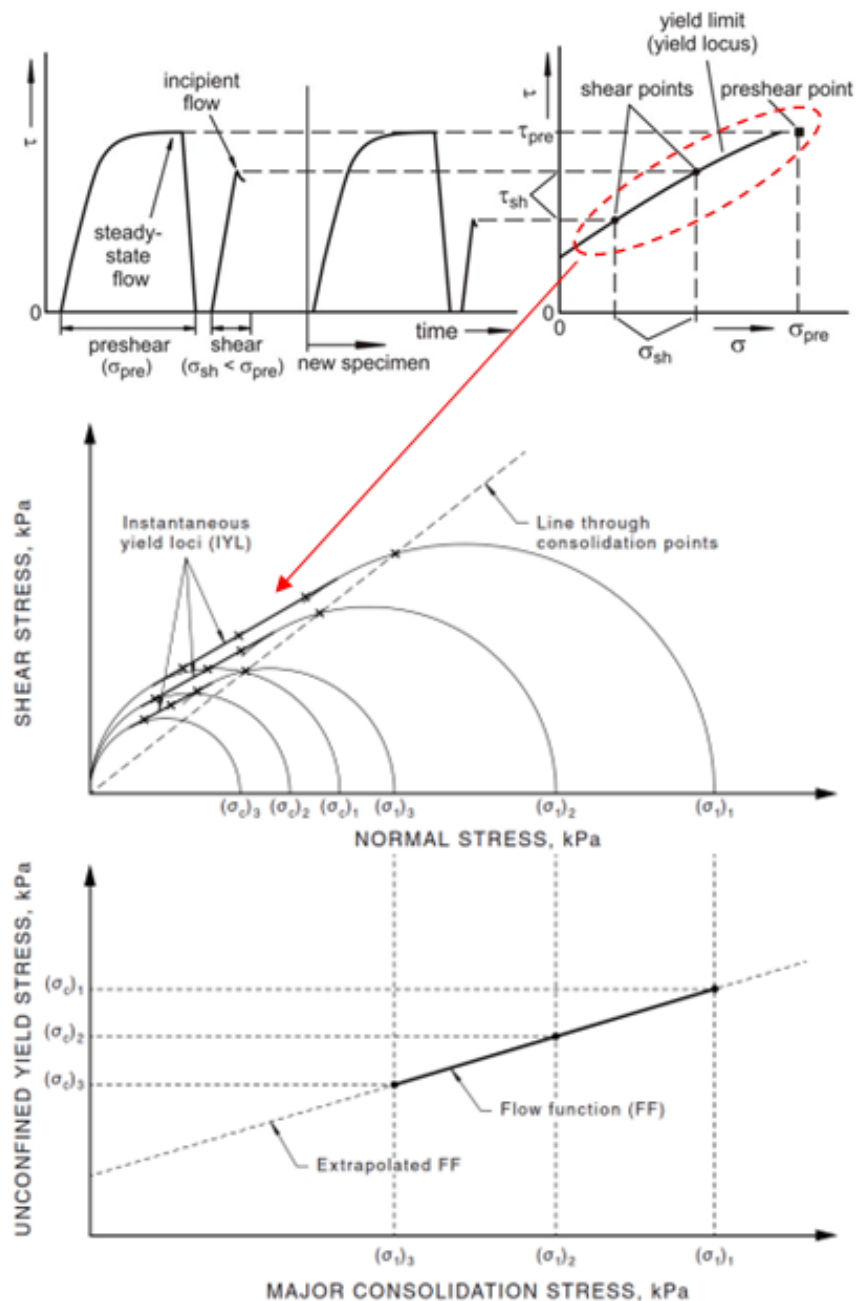 τ
incipient
flow
steady-
state
flow
0
preshear
(σpre)
shear
(σsh < σpre)
time
new specimen
yield limit
(yield locus)
shear points
preshear point
τ
τpre
τsh
0
0
σsh
σ
σpre
SHEAR STRESS, kPa
Instantaneous
yield loci (IYL)
Line through
consolidation points
(σc)3
(σc)2
(σc)1
(σ1)3
(σ1)2
(σ1)1
NORMAL STRESS, kPa
UNCONFINED YIELD STRESS, kPa
(σc)1
(σc)2
(σc)3
Flow function (FF)
Extrapolated FF
(σ1)3
(σ1)2
(σ1)1
MAJOR CONSOLIDATION STRESS, kPa